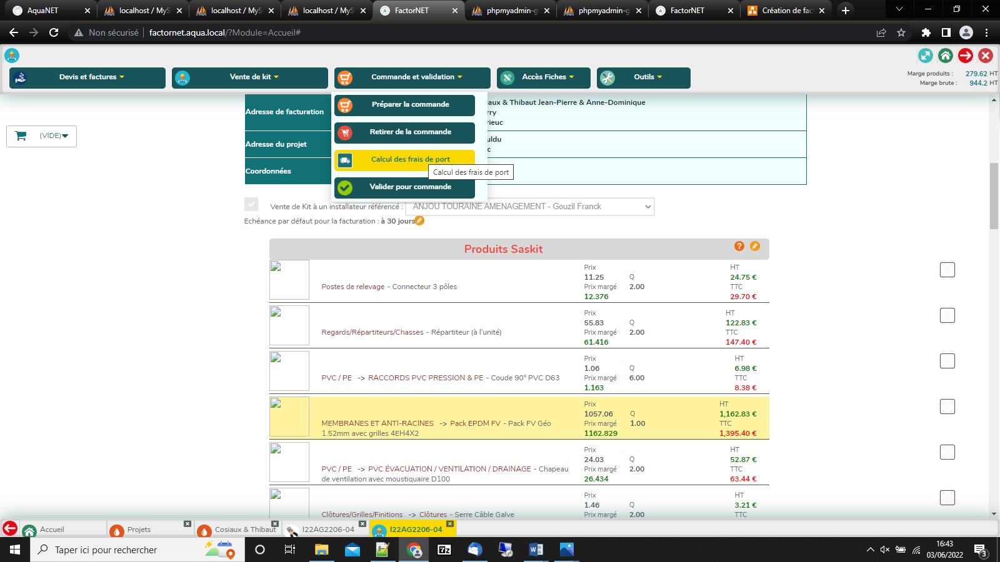 AquaNET
localhost / MyS
localhost / MyS
localhost / MyS
FactorNET
phpmyadmin-g
phpmyadmin-g
FactorNET
Création de fac
Non sécurisé
factornet.aqua.local/?Module=Accueil#
Devis et factures
Vente de kit
Commande et validation
Accès Fiches
Outils
Marge produits : 279.62 HT
Marge brute : 944.2 HT
Préparer la commande
Retirer de la commande
Calcul des frais de port
Calcul des frais de port
Valider pour commande
(VIDE)
Adresse de facturation
aux & Thibaut Jean-Pierre & Anne-Dominique
rry
rieuc
Adresse du projet
uldu
c
Coordonnées
Vente de Kit à un installateur référencé :
ANJOU TOURAINE AMENAGEMENT - Gouzil Franck
Echéance par défaut pour la facturation : à 30 jours
Produits Saskit
Prix HT
11.25 Q 24.75 €
Postes de relevage - Connecteur 3 pôles Prix margé 2.00 TTC
12.376 29.70 €
Prix HT
55.83 Q 122.83 €
Regards/Répartiteurs/Chasses - Répartiteur (à l'unité) Prix margé 2.00 TTC
61.416 147.40 €
Prix HT
1.06 Q 6.98 €
PVC / PE -> RACCORDS PVC PRESSION & PE - Coude 90° PVC D63 Prix margé 6.00 TTC
1.163 8.38 €
Prix HT
1057.06 Q 1,162.83 €
MEMBRANES ET ANTI-RACINES -> Pack EPDM FV - Pack FV Géo Prix margé 1.00 TTC
1.52mm avec grilles 4EH4X2 1162.829 1,395.40 €
Prix HT
24.03 Q 52.87 €
PVC / PE -> PVC ÉVACUATION / VENTILATION / DRAINAGE - Chapeau Prix margé 2.00 TTC
de ventilation avec moustiquaire D100 26.434 63.44 €
Prix HT
1.46 Q 3.21 €
Clôtures/Grilles/Finitions -> Clôtures - Serre Câble Galve Prix margé 2.00 TTC
Accueil
Projets
Cosiaux & Thibaut
I22AG2206-04
I22AG2206-04
Taper ici pour rechercher
16:43
03/06/2022
3